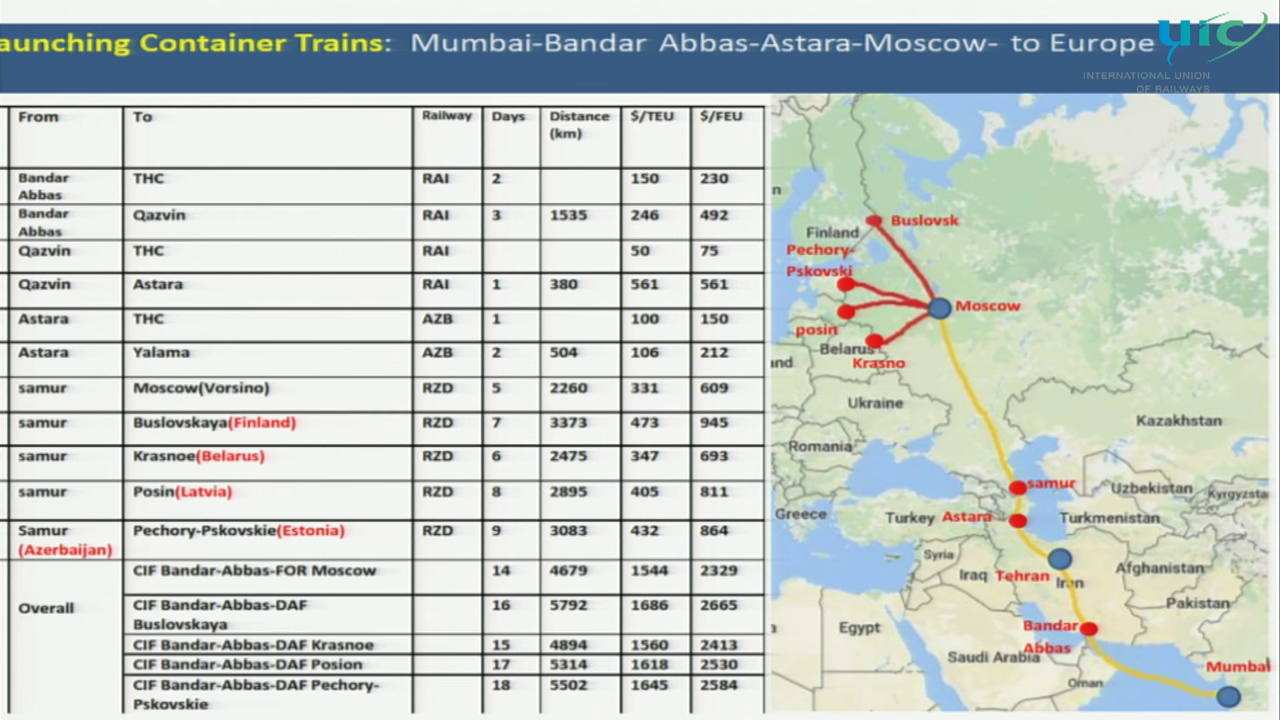 aunching Container Trains: Mumbai-Bandar Abbas-Astara-Moscow- to Europe
uic
INTERNATIONAL UNION
OF RAILWAYS
From To Railway Days Distance (km) $/TEU $/FEU
Bandar Abbas THC RAI 2 150 230
Bandar Abbas Qazvin RAI 3 1535 246 492
Qazvin THC RAI 50 75
Qazvin Astara RAI 1 380 561 561
Astara THC AZB 1 100 150
Astara Yalama AZB 2 504 106 212
samur Moscow(Vorsino) RZD 5 2260 331 609
samur Buslovskaya(Finland) RZD 7 3373 473 945
samur Krasnoe(Belarus) RZD 6 2475 347 693
samur Posin(Latvia) RZD 8 2895 405 811
Samur (Azerbaijan) Pechory-Pskovskie(Estonia) RZD 9 3083 432 864
Overall
CIF Bandar-Abbas-FOR Moscow 14 4679 1544 2329
CIF Bandar-Abbas-DAF Buslovskaya 16 5792 1686 2665
CIF Bandar-Abbas-DAF Krasnoe 15 4894 1560 2413
CIF Bandar-Abbas-DAF Posion 17 5314 1618 2530
CIF Bandar-Abbas-DAF Pechory-Pskovskie 18 5502 1645 2584
n
Buslovsk
Finland
Pechory-
Pskovski
Moscow
posin
Belarus
nd
Krasno
Ukraine
Kazakhstan
Romania
samur
Uzbekistan
Kyrgyzsta
Greece
Turkey
Astara
Turkmenistan
Syria
Iraq
Tehran
Iran
Afghanistan
Pakistan
Egypt
Bandar
Abbas
Saudi Arabia
Mumbai
Oman